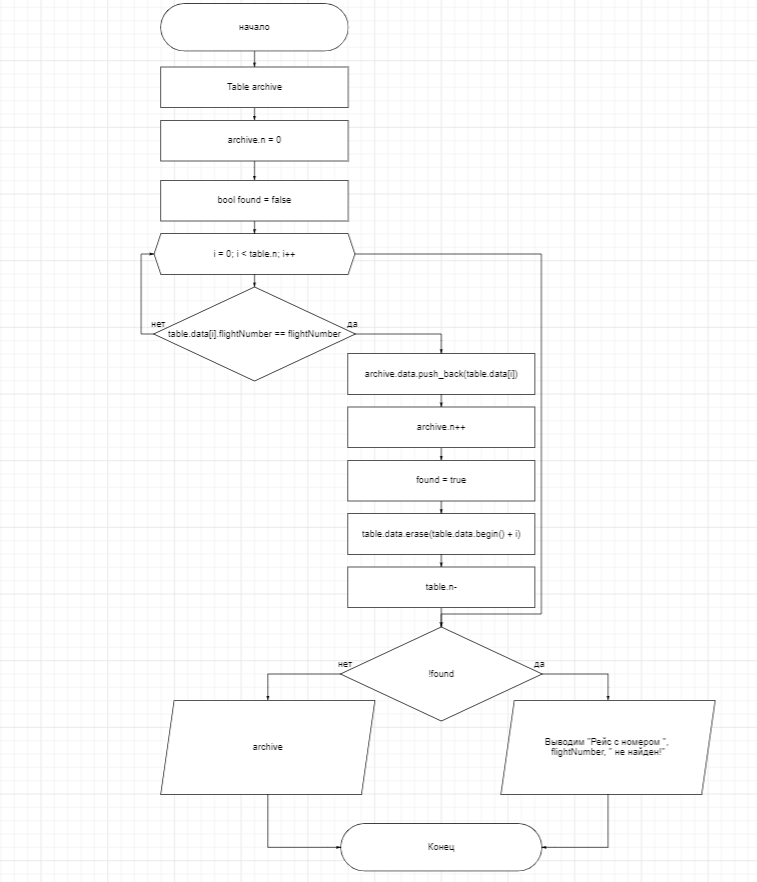 начало
Table archive
archive.n = 0
bool found = false
i = 0; i < table.n; i++
нет
да
table.data[i].flightNumber == flightNumber
archive.data.push_back(table.data[i])
archive.n++
found = true
table.data.erase(table.data.begin() + i)
table.n-
нет
да
!found
archive
Выводим "Рейс с номером ",
flightNumber, " не найден!"
Конец